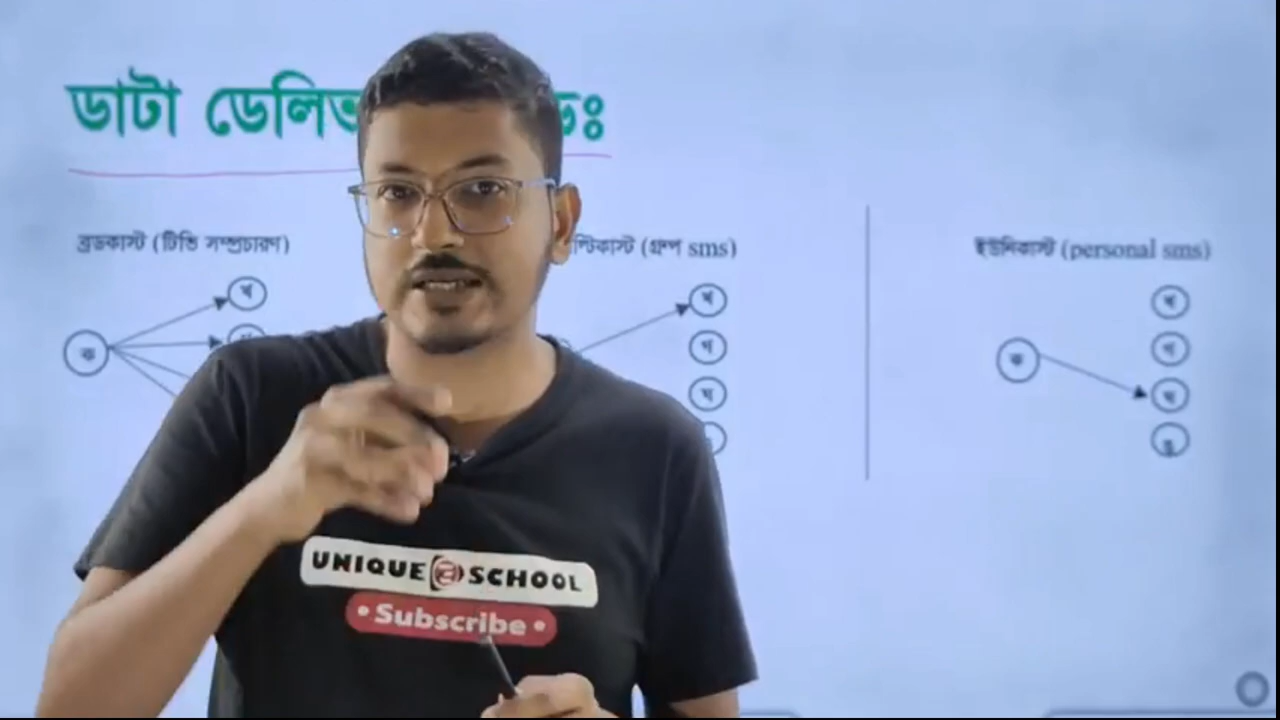 ডাটা ডেলিভ
ব্রডকাস্ট (টিভি সম্প্রচারণ)
ল্টিকাস্ট (গ্রুপ sms)
ইউনিকাস্ট (personal sms)
ক
খ
খ
গ
ঘ
ক
খ
গ
ঘ
ঙ
UNIQUE SCHOOL
• Subscribe •